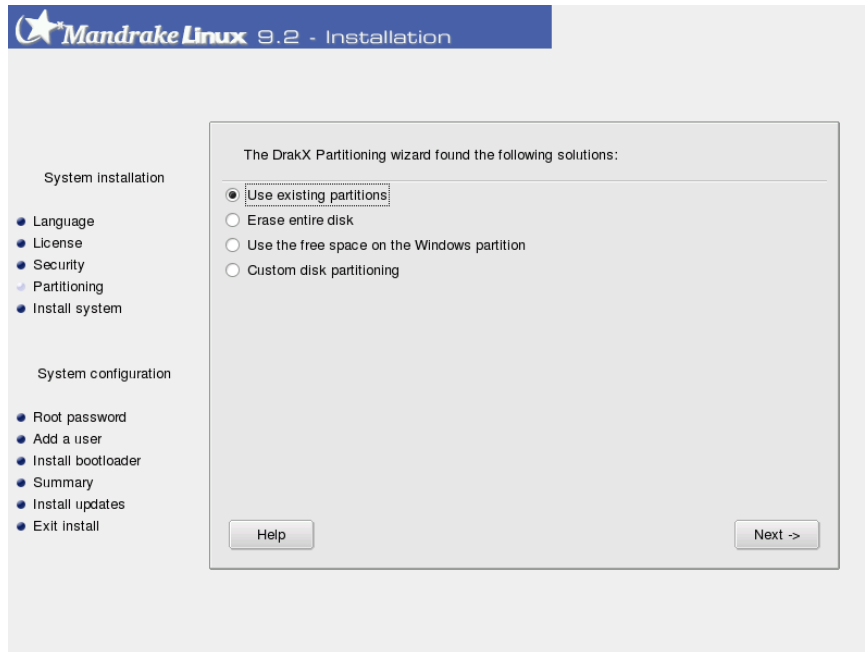 Mandrake Linux 9.2 - Installation
System installation
Language
License
Security
Partitioning
Install system
System configuration
Root password
Add a user
Install bootloader
Summary
Install updates
Exit install
The DrakX Partitioning wizard found the following solutions:
Use existing partitions
Erase entire disk
Use the free space on the Windows partition
Custom disk partitioning
Help
Next ->